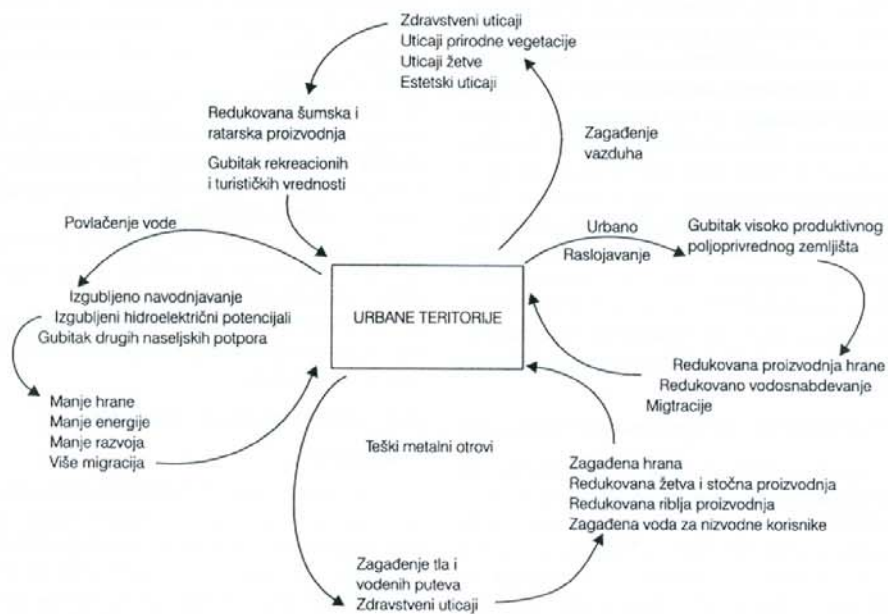 Zdravstveni uticaji
Uticaji prirodne vegetacije
Uticaji žetve
Estetski uticaji
Redukovana šumska i
ratarska proizvodnja
Gubitak rekreacionih
i turističkih vrednosti
Zagađenje
vazduha
Povlačenje vode
Urbano
Raslojavanje
Gubitak visoko produktivnog
poljoprivrednog zemljišta
Izgubljeno navodnjavanje
Izgubljeni hidroelektrični potencijali
Gubitak drugih naseljskih potpora
URBANE TERITORIJE
Redukovana proizvodnja hrane
Redukovano vodosnabdevanje
Migtracije
Manje hrane
Manje energije
Manje razvoja
Više migracija
Teški metalni otrovi
Zagađena hrana
Redukovana žetva i stočna proizvodnja
Redukovana riblja proizvodnja
Zagađena voda za nizvodne korisnike
Zagađenje tla i
vodenih puteva
Zdravstveni uticaji